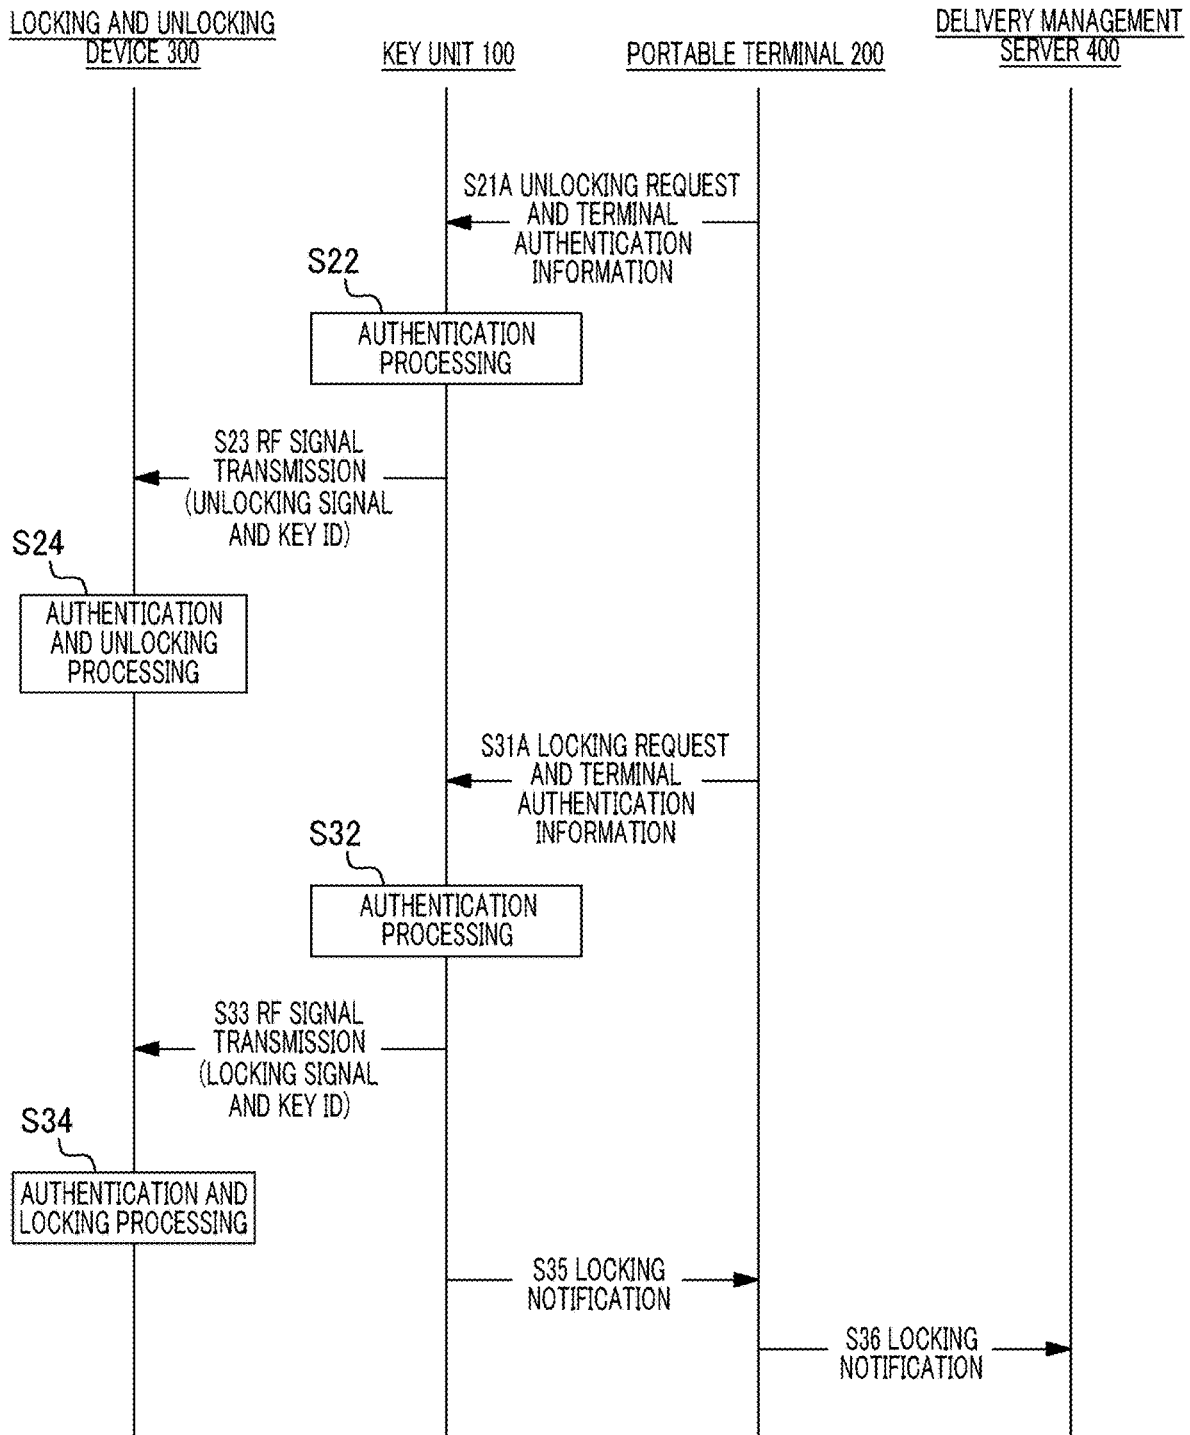 LOCKING AND UNLOCKING
DEVICE 300
KEY UNIT 100
PORTABLE TERMINAL 200
DELIVERY MANAGEMENT
SERVER 400
S21A UNLOCKING REQUEST
AND TERMINAL
AUTHENTICATION
INFORMATION
S22
AUTHENTICATION
PROCESSING
S23 RF SIGNAL
TRANSMISSION
(UNLOCKING SIGNAL
AND KEY ID)
S24
AUTHENTICATION
AND UNLOCKING
PROCESSING
S31A LOCKING REQUEST
AND TERMINAL
AUTHENTICATION
INFORMATION
S32
AUTHENTICATION
PROCESSING
S33 RF SIGNAL
TRANSMISSION
(LOCKING SIGNAL
AND KEY ID)
S34
AUTHENTICATION AND
LOCKING PROCESSING
S35 LOCKING
NOTIFICATION
S36 LOCKING
NOTIFICATION